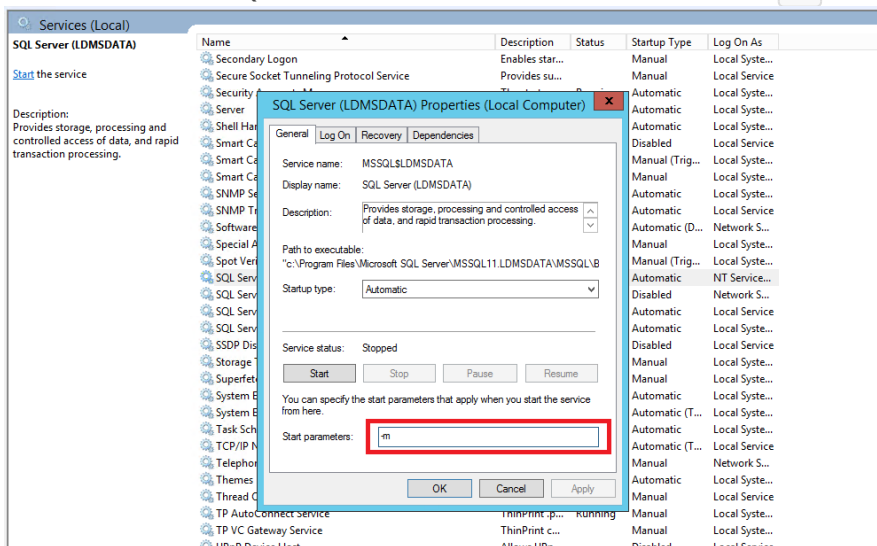 Services (Local)
SQL Server (LDMSDATA)
Start the service
Description:
Provides storage, processing and
controlled access of data, and rapid
transaction processing.
Name Description Status Startup Type Log On As
Secondary Logon Enables star... Manual Local Syste...
Secure Socket Tunneling Protocol Service Provides su... Manual Local Service
Security Automatic Local Syste...
Server Automatic Local Syste...
Shell Har Automatic Local Syste...
Smart Ca Disabled Local Service
Smart Ca Manual (Trig... Local Syste...
Smart Ca Manual Local Syste...
SNMP Se Automatic Local Syste...
SNMP Tr Automatic Local Service
Software Automatic (D... Network S...
Special A Manual Local Syste...
Spot Veri Manual (Trig... Local Syste...
SQL Serv Automatic NT Service...
SQL Serv Disabled Network S...
SQL Serv Automatic Local Service
SQL Serv Automatic Local Syste...
SSDP Dis Disabled Local Service
Storage Manual Local Syste...
Superfet Manual Local Syste...
System E Automatic Local Syste...
System E Automatic (T... Local Syste...
Task Sch Automatic Local Syste...
TCP/IP N Automatic (T... Local Service
Telephor Manual Network S...
Themes Automatic Local Syste...
Thread O Manual Local Service
TP AutoConnect Service ThinPrint .p... Running Manual Local Syste...
TP VC Gateway Service ThinPrint c... Manual Local Syste...
SQL Server (LDMSDATA) Properties (Local Computer)
General Log On Recovery Dependencies
Service name: MSSQL$LDMSDATA
Display name: SQL Server (LDMSDATA)
Description: Provides storage, processing and controlled access
of data, and rapid transaction processing.
Path to executable:
"c:\Program Files\Microsoft SQL Server\MSSQL11.LDMSDATA\MSSQL\B
Startup type: Automatic
Service status: Stopped
Start Stop Pause Resume
You can specify the start parameters that apply when you start the service
from here.
Start parameters: -m
OK Cancel Apply